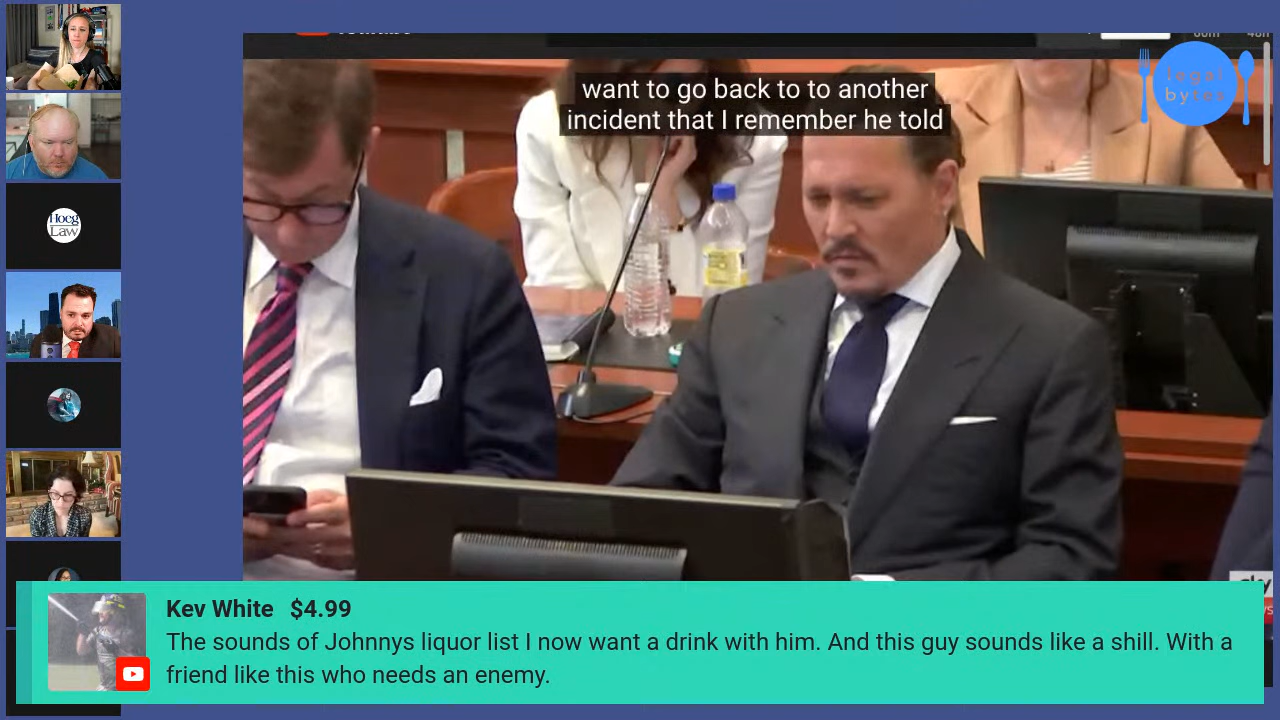 want to go back to to another
incident that I remember he told
legal
bytes
Hoeg
Law
sky
Kev White $4.99
The sounds of Johnnys liquor list I now want a drink with him. And this guy sounds like a shill. With a
friend like this who needs an enemy.